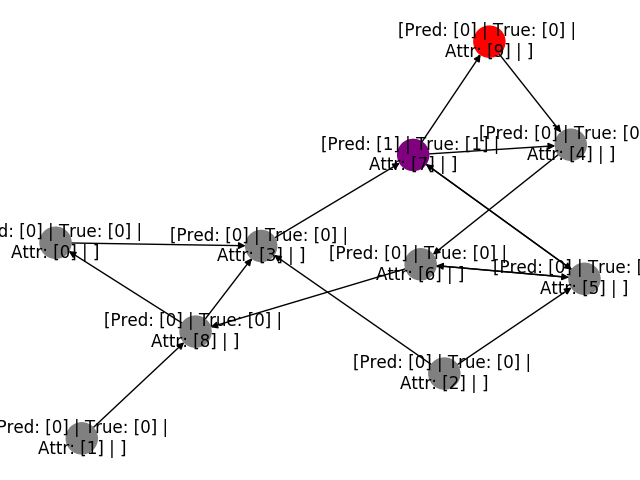 [Pred: [0] | True: [0] |
Attr: [9] | ]
[Pred: [0] | True: [0
Attr: [4] | ]
[Pred: [1] | True: [1] |
Attr: [7] | ]
d: [0] | True: [0] |
Attr: [0] | ]
[Pred: [0] | True: [0] |
Attr: [3] | ]
[Pred: [0] | True: [0] |
Attr: [6] | ]
[Pred: [0] | True: [
Attr: [5] | ]
[Pred: [0] | True: [0] |
Attr: [8] | ]
[Pred: [0] | True: [0] |
Attr: [2] | ]
Pred: [0] | True: [0] |
Attr: [1] | ]